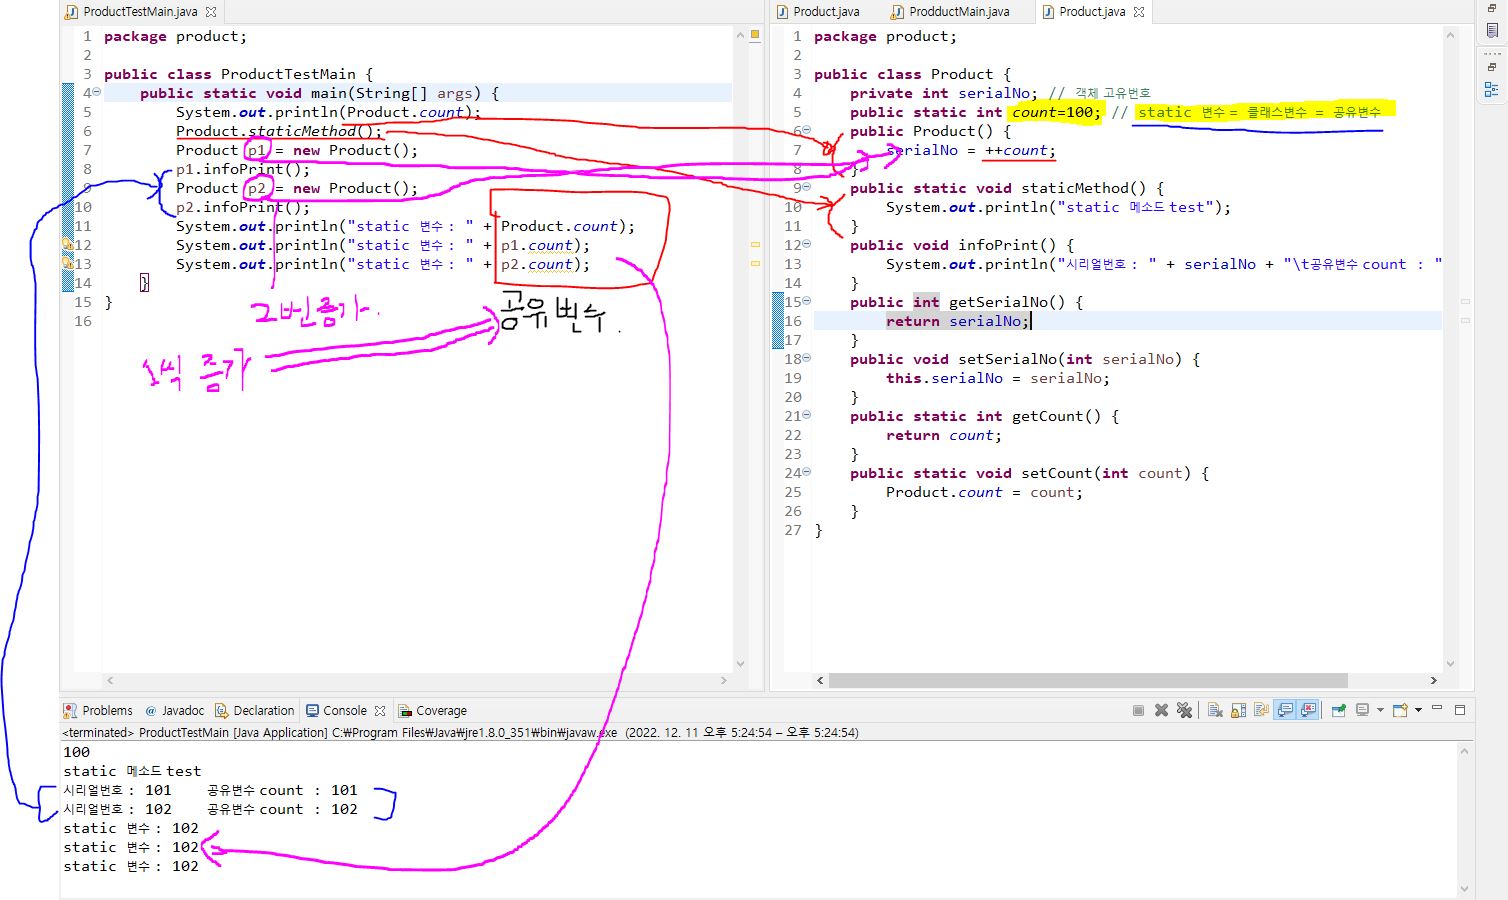 ProductTestMain.java
1 package product;
2
3 public class ProductTestMain {
4 public static void main(String[] args) {
5 System.out.println(Product.count);
6 Product.staticMethod();
7 Product p1 = new Product();
8 p1.infoPrint();
9 Product p2 = new Product();
10 p2.infoPrint();
11 System.out.println("static 변수 : " + Product.count);
12 System.out.println("static 변수 : " + p1.count);
13 System.out.println("static 변수 : " + p2.count);
14 }
15 }
16
그번증가.
1씩 증가
공유변수.
Product.java
ProdductMain.java
Product.java
1 package product;
2
3 public class Product {
4 private int serialNo; // 객체 고유번호
5 public static int count=100; // static 변수 = 클래스변수 = 공유변수
6 public Product() {
7 serialNo = ++count;
8 }
9 public static void staticMethod() {
10 System.out.println("static 메소드 test");
11 }
12 public void infoPrint() {
13 System.out.println("시리얼번호 : " + serialNo + "\t공유변수 count : "
14 }
15 public int getSerialNo() {
16 return serialNo;
17 }
18 public void setSerialNo(int serialNo) {
19 this.serialNo = serialNo;
20 }
21 public static int getCount() {
22 return count;
23 }
24 public static void setCount(int count) {
25 Product.count = count;
26 }
27 }
Problems @ Javadoc Declaration Console Coverage
<terminated> ProductTestMain [Java Application] C:\Program Files\Java\jre1.8.0_351\bin\javaw.exe (2022. 12. 11 오후 5:24:54 – 오후 5:24:54)
100
static 메소드 test
시리얼번호 : 101 공유변수 count : 101
시리얼번호 : 102 공유변수 count : 102
static 변수 : 102
static 변수 : 102
static 변수 : 102